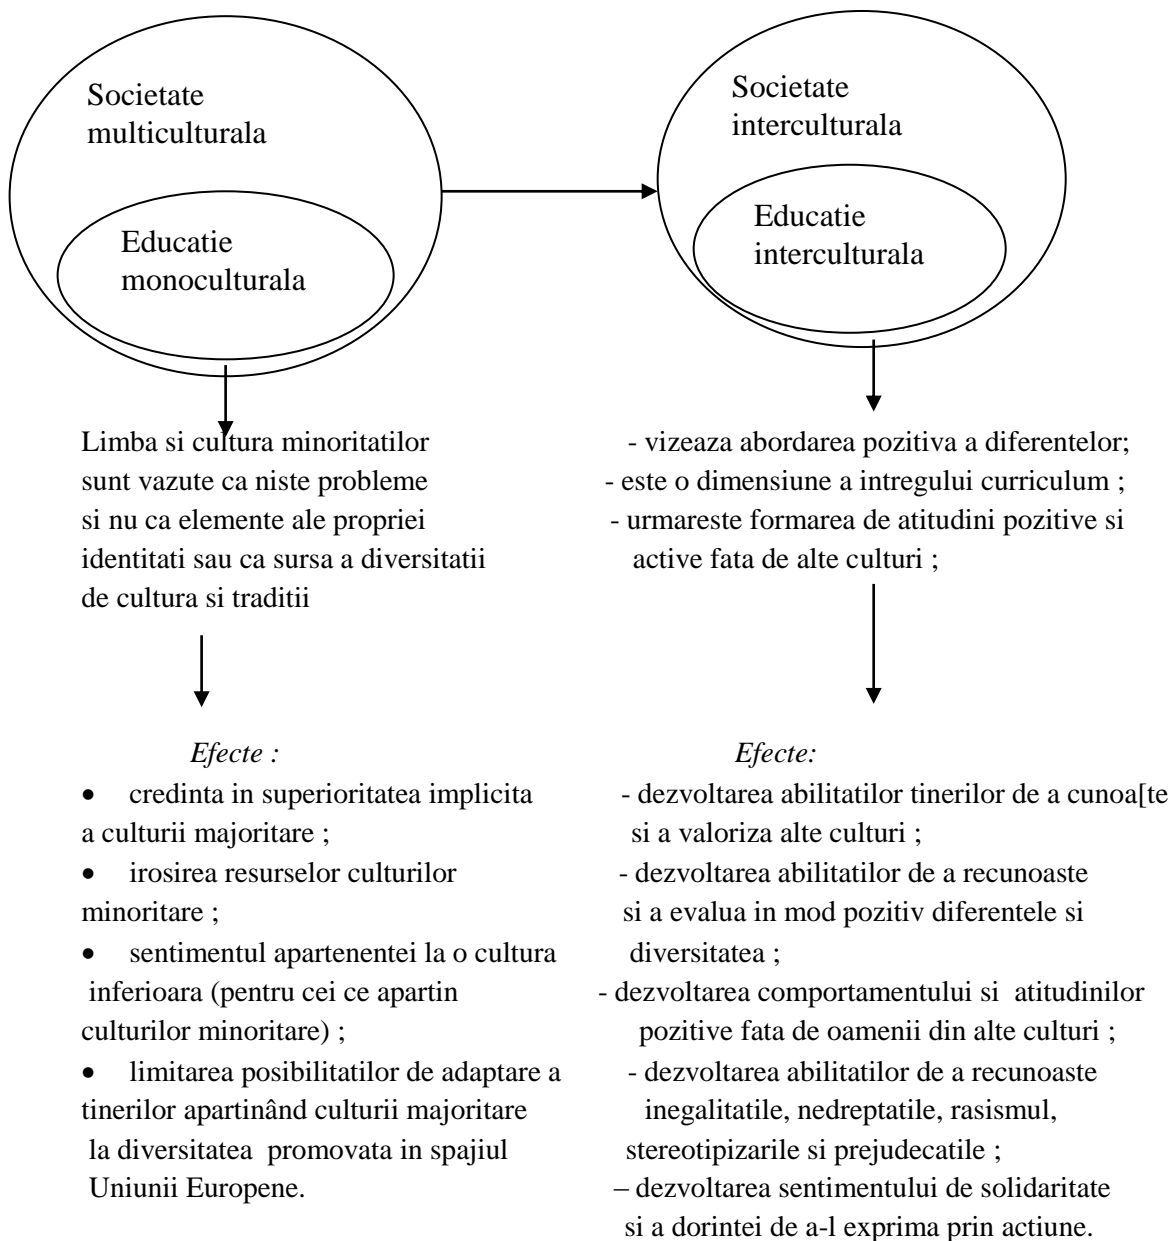 Societate
multiculturala
Educatie
monoculturala
Limba si cultura minoritatilor
sunt vazute ca niste probleme
si nu ca elemente ale propriei
identitati sau ca sursa a diversitatii
de cultura si traditii
Efecte :
• credinta in superioritatea implicita
a culturii majoritare ;
• irosirea resurselor culturilor
minoritare ;
• sentimentul apartenentei la o cultura
inferioara (pentru cei ce apartin
culturilor minoritare) ;
• limitarea posibilitatilor de adaptare a
tinerilor apartinând culturii majoritare
la diversitatea promovata in spajiul
Uniunii Europene.
Societate
interculturala
Educatie
interculturala
- vizeaza abordarea pozitiva a diferentelor;
- este o dimensiune a intregului curriculum ;
- urmareste formarea de atitudini pozitive si
active fata de alte culturi ;
Efecte:
- dezvoltarea abilitatilor tinerilor de a cunoa[te
si a valoriza alte culturi ;
- dezvoltarea abilitatilor de a recunoaste
si a evalua in mod pozitiv diferentele si
diversitatea ;
- dezvoltarea comportamentului si atitudinilor
pozitive fata de oamenii din alte culturi ;
- dezvoltarea abilitatilor de a recunoaste
inegalitatile, nedreptatile, rasismul,
stereotipizarile si prejudecatile ;
– dezvoltarea sentimentului de solidaritate
si a dorintei de a-l exprima prin actiune.